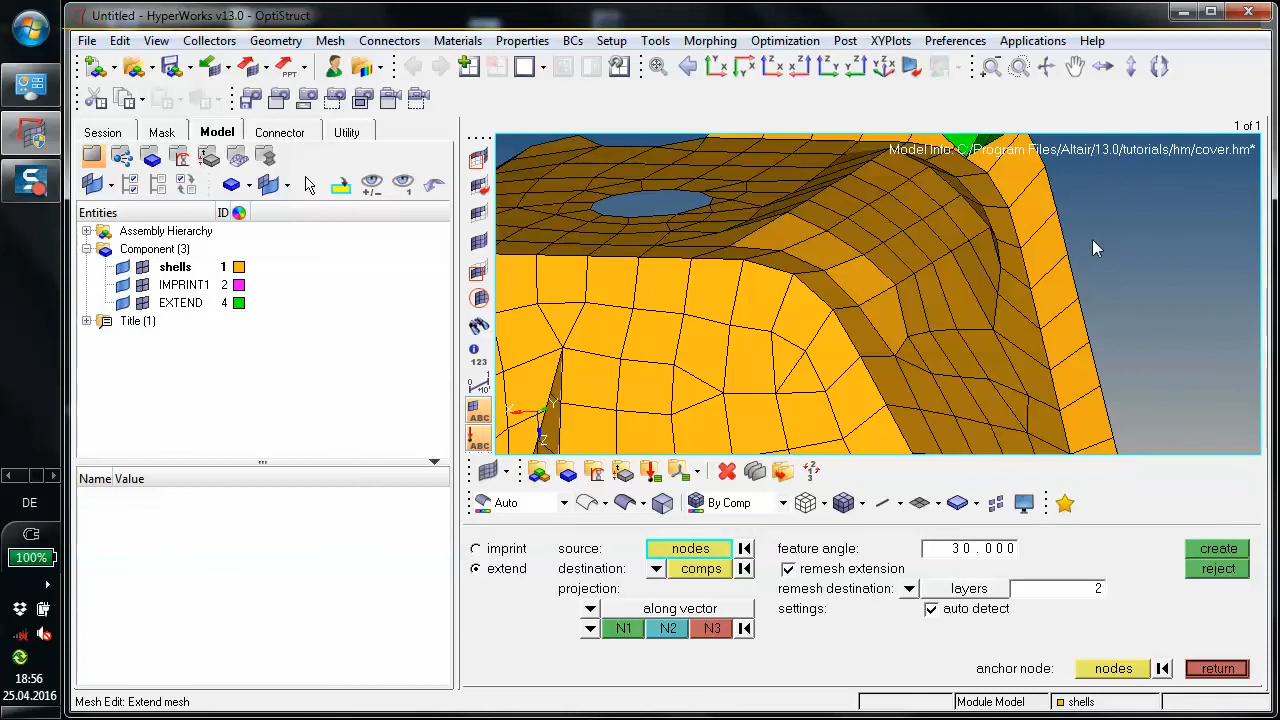 Untitled - HyperWorks v13.0 - OptiStruct
File Edit View Collectors Geometry Mesh Connectors Materials Properties BCs Setup Tools Morphing Optimization Post XYPlots Preferences Applications Help
PPT
Session Mask Model Connector Utility
1 of 1
Model Info: C:/Program Files/Altair/13.0/tutorials/hm/cover.hm*
Entities ID
Assembly Hierarchy
Component (3)
shells 1
IMPRINT1 2
EXTEND 4
Title (1)
123
ABC
ABC
X Y
Z
Name Value
Auto By Comp
imprint source: nodes feature angle: 30.000 create
extend destination: comps remesh extension reject
projection: remesh destination: layers 2
along vector settings: auto detect
N1 N2 N3
anchor node: nodes return
Mesh Edit: Extend mesh Module Model shells
DE
100%
18:56
25.04.2016